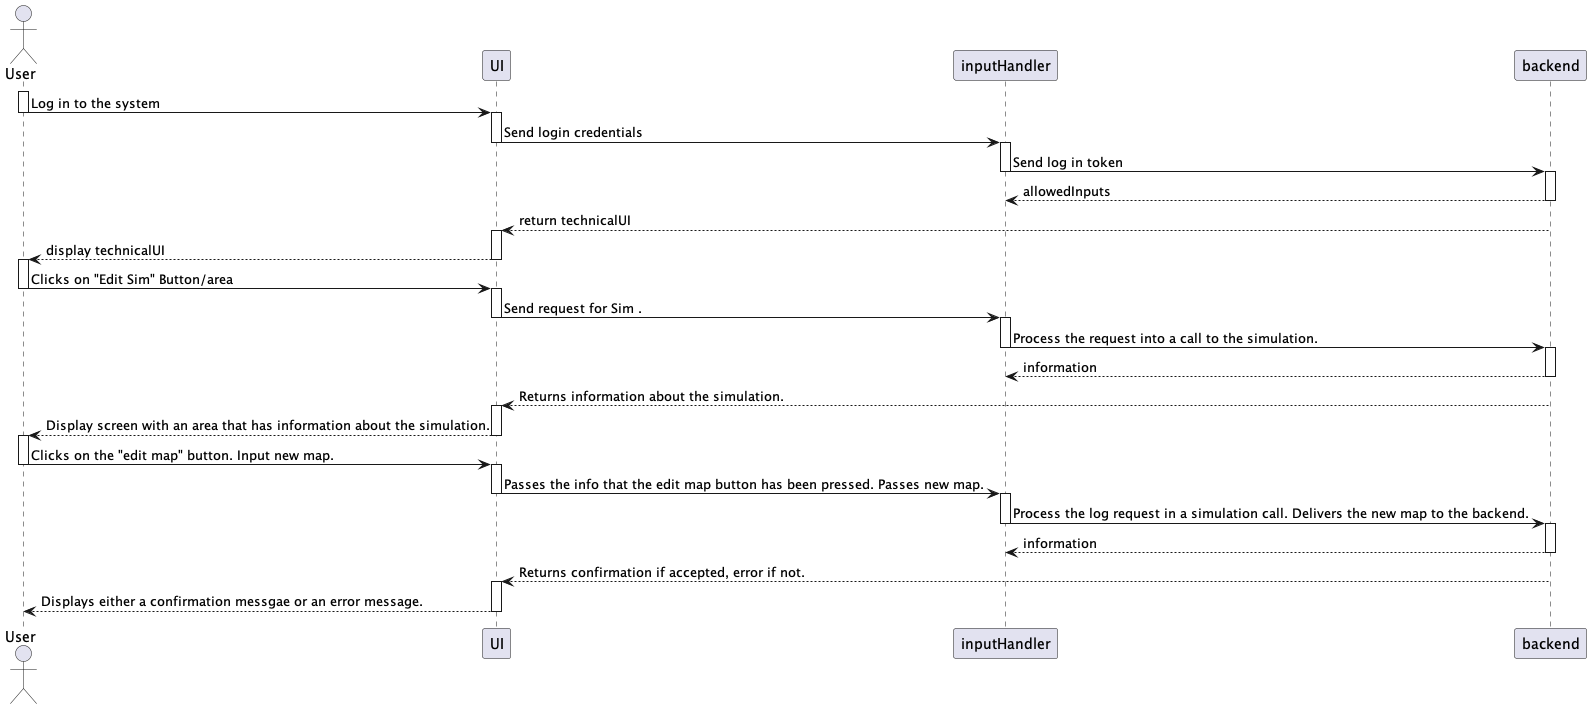 User
UI
inputHandler
backend
Log in to the system
Send login credentials
Send log in token
allowedInputs
return technicalUI
display technicalUI
Clicks on "Edit Sim" Button/area
Send request for Sim .
Process the request into a call to the simulation.
information
Returns information about the simulation.
Display screen with an area that has information about the simulation.
Clicks on the "edit map" button. Input new map.
Passes the info that the edit map button has been pressed. Passes new map.
Process the log request in a simulation call. Delivers the new map to the backend.
information
Returns confirmation if accepted, error if not.
Displays either a confirmation messgae or an error message.
User
UI
inputHandler
backend